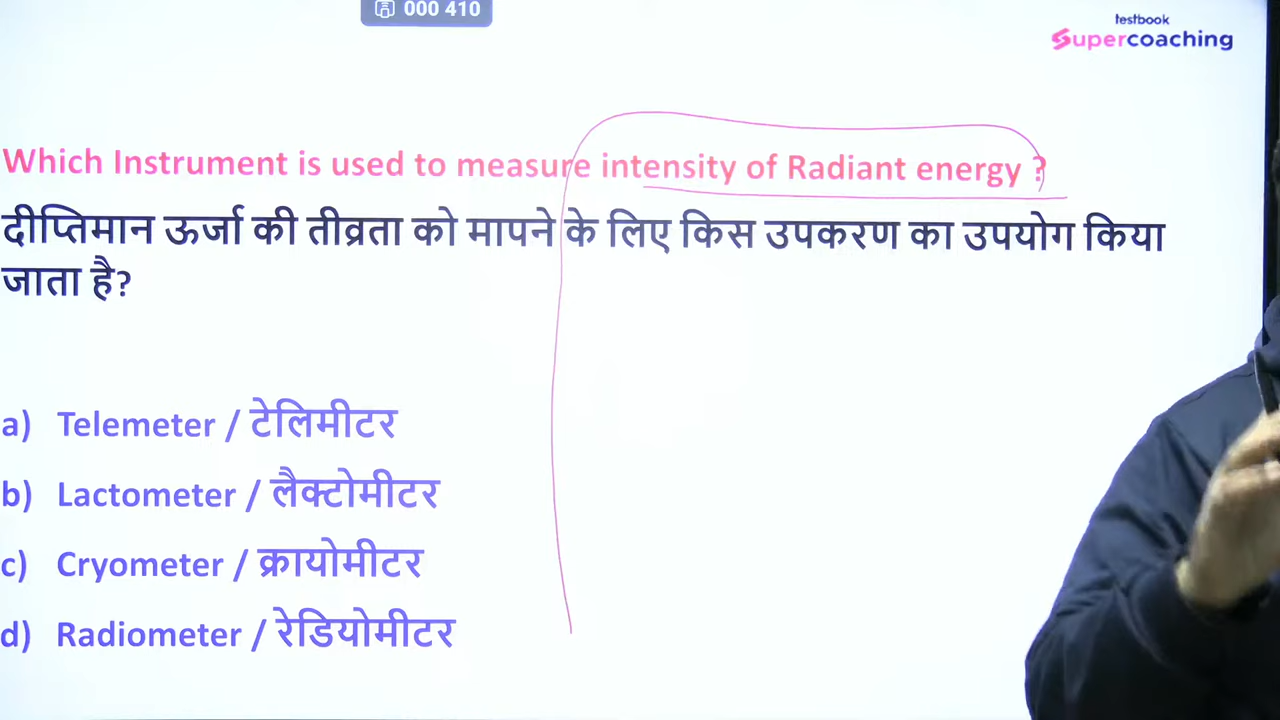 000 410
testbook
Supercoaching
Which Instrument is used to measure intensity of Radiant energy ?
दीप्तिमान ऊर्जा की तीव्रता को मापने के लिए किस उपकरण का उपयोग किया
जाता है?
a) Telemeter / टेलिमीटर
b) Lactometer / लैक्टोमीटर
c) Cryometer / क्रायोमीटर
d) Radiometer / रेडियोमीटर